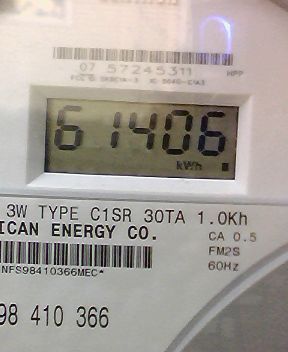 07 57245311 HPP
61406
kWh
3W TYPE C1SR 30TA 1.0Kh
ICAN ENERGY CO.
CA 0.5
FM2S
60Hz
NFS98410366MEC*
98 410 366